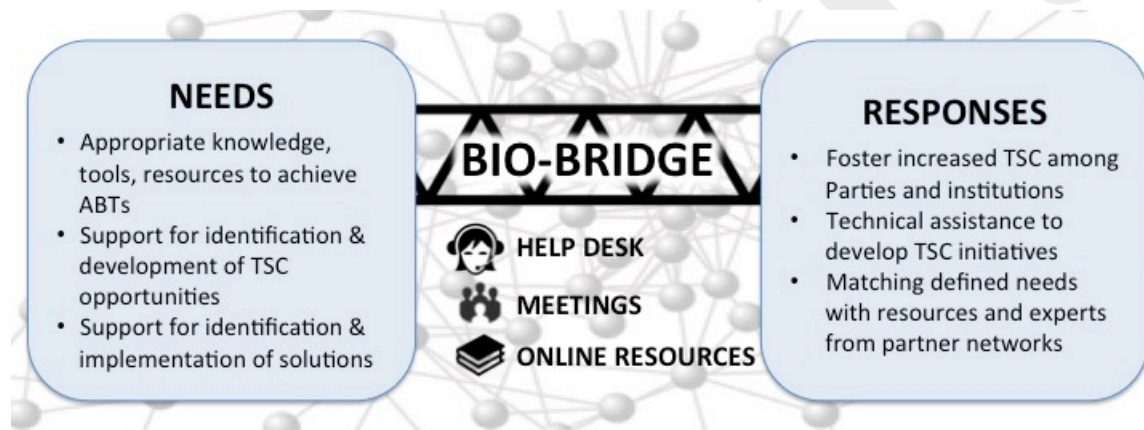 NEEDS
• Appropriate knowledge,
tools, resources to achieve
ABTs
• Support for identification &
development of TSC
opportunities
• Support for identification &
implementation of solutions
BIO-BRIDGE
HELP DESK
MEETINGS
ONLINE RESOURCES
RESPONSES
• Foster increased TSC among
Parties and institutions
• Technical assistance to
develop TSC initiatives
• Matching defined needs
with resources and experts
from partner networks